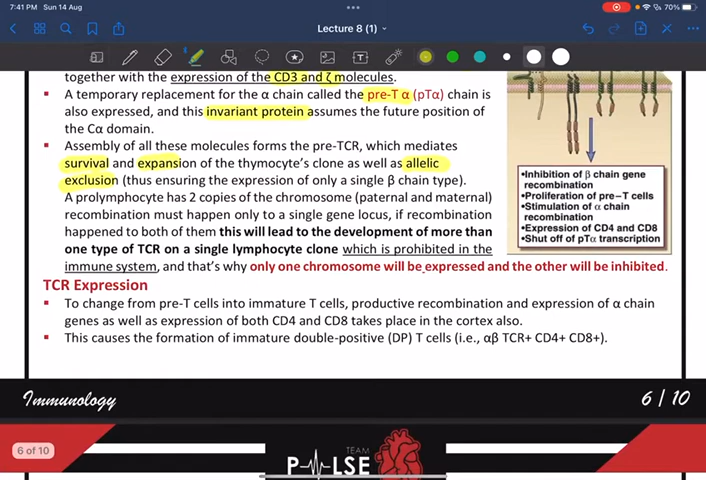 7:41 PM Sun 14 Aug
70%
Lecture 8 (1)
together with the expression of the CD3 and ζ molecules.
▪ A temporary replacement for the α chain called the pre-T α (pTα) chain is
also expressed, and this invariant protein assumes the future position of
the Cα domain.
▪ Assembly of all these molecules forms the pre-TCR, which mediates
survival and expansion of the thymocyte's clone as well as allelic
exclusion (thus ensuring the expression of only a single β chain type).
A prolymphocyte has 2 copies of the chromosome (paternal and maternal)
recombination must happen only to a single gene locus, if recombination
happened to both of them this will lead to the development of more than
one type of TCR on a single lymphocyte clone which is prohibited in the
immune system, and that's why only one chromosome will be expressed and the other will be inhibited.
•Inhibition of β chain gene
recombination
•Proliferation of pre-T cells
•Stimulation of α chain
recombination
•Expression of CD4 and CD8
•Shut off of pTα transcription
TCR Expression
▪ To change from pre-T cells into immature T cells, productive recombination and expression of α chain
genes as well as expression of both CD4 and CD8 takes place in the cortex also.
▪ This causes the formation of immature double-positive (DP) T cells (i.e., αβ TCR+ CD4+ CD8+).
Immunology
6 / 10
6 of 10
TEAM
PULSE